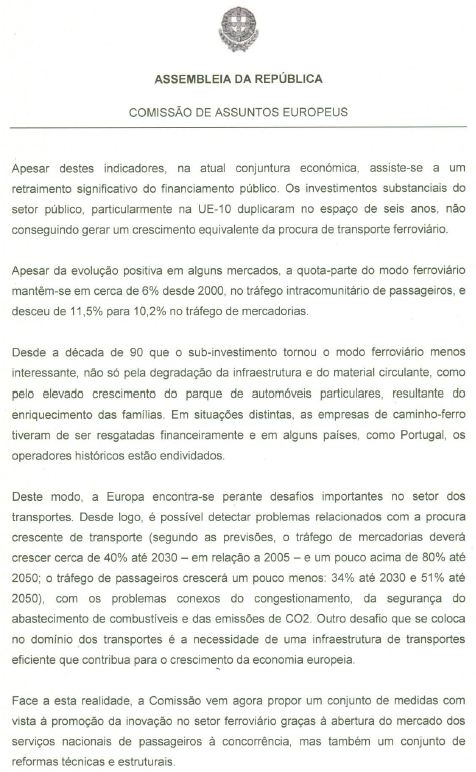 ASSEMBLEIA DA REPÚBLICA
COMISSÃO DE ASSUNTOS EUROPEUS
Apesar destes indicadores, na atual conjuntura económica, assiste-se a um
retraimento significativo do financiamento público. Os investimentos substanciais do
setor público, particularmente na UE-10 duplicaram no espaço de seis anos, não
conseguindo gerar um crescimento equivalente da procura de transporte ferroviário.
Apesar da evolução positiva em alguns mercados, a quota-parte do modo ferroviário
mantêm-se em cerca de 6% desde 2000, no tráfego intracomunitário de passageiros, e
desceu de 11,5% para 10,2% no tráfego de mercadorias.
Desde a década de 90 que o sub-investimento tornou o modo ferroviário menos
interessante, não só pela degradação da infraestrutura e do material circulante, como
pelo elevado crescimento do parque de automóveis particulares, resultante do
enriquecimento das famílias. Em situações distintas, as empresas de caminho-ferro
tiveram de ser resgatadas financeiramente e em alguns países, como Portugal, os
operadores históricos estão endividados.
Deste modo, a Europa encontra-se perante desafios importantes no setor dos
transportes. Desde logo, é possível detectar problemas relacionados com a procura
crescente de transporte (segundo as previsões, o tráfego de mercadorias deverá
crescer cerca de 40% até 2030 – em relação a 2005 – e um pouco acima de 80% até
2050; o tráfego de passageiros crescerá um pouco menos: 34% até 2030 e 51% até
2050), com os problemas conexos do congestionamento, da segurança do
abastecimento de combustíveis e das emissões de CO2. Outro desafio que se coloca
no domínio dos transportes é a necessidade de uma infraestrutura de transportes
eficiente que contribua para o crescimento da economia europeia.
Face a esta realidade, a Comissão vem agora propor um conjunto de medidas com
vista à promoção da inovação no setor ferroviário graças à abertura do mercado dos
serviços nacionais de passageiros à concorrência, mas também um conjunto de
reformas técnicas e estruturais.